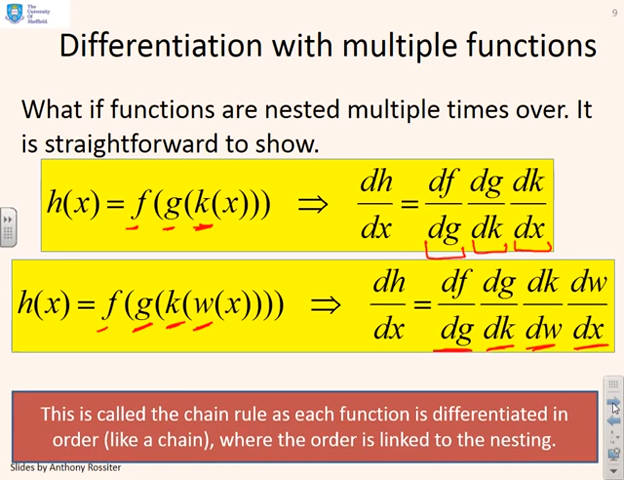 The
University
Of
Sheffield.
9
Differentiation with multiple functions
What if functions are nested multiple times over. It
is straightforward to show.
h(x) = f(g(k(x))) ⇒ dh/dx = df/dg dg/dk dk/dx
h(x) = f(g(k(w(x)))) ⇒ dh/dx = df/dg dg/dk dk/dw dw/dx
This is called the chain rule as each function is differentiated in
order (like a chain), where the order is linked to the nesting.
Slides by Anthony Rossiter